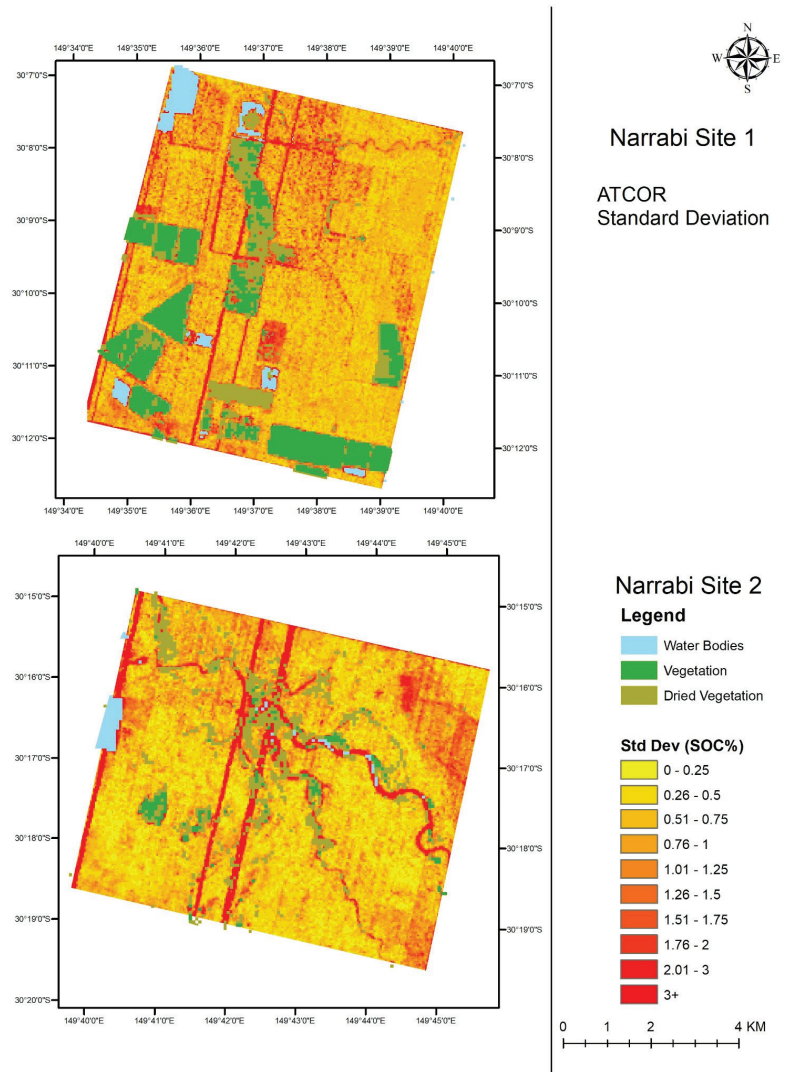 149°34'0"E 149°35'0"E 149°36'0"E 149°37'0"E 149°38'0"E 149°39'0"E 149°40'0"E
30°7'0"S
30°8'0"S
30°9'0"S
30°10'0"S
30°11'0"S
30°12'0"S
30°7'0"S
30°8'0"S
30°9'0"S
30°10'0"S
30°11'0"S
30°12'0"S
149°34'0"E 149°35'0"E 149°36'0"E 149°37'0"E 149°38'0"E 149°39'0"E 149°40'0"E
N
W E
S
Narrabi Site 1
ATCOR
Standard Deviation
149°40'0"E 149°41'0"E 149°42'0"E 149°43'0"E 149°44'0"E 149°45'0"E
30°15'0"S
30°16'0"S
30°17'0"S
30°18'0"S
30°19'0"S
30°20'0"S
30°15'0"S
30°16'0"S
30°17'0"S
30°18'0"S
30°19'0"S
149°40'0"E 149°41'0"E 149°42'0"E 149°43'0"E 149°44'0"E 149°45'0"E
Narrabi Site 2
Legend
Water Bodies
Vegetation
Dried Vegetation
Std Dev (SOC%)
0 - 0.25
0.26 - 0.5
0.51 - 0.75
0.76 - 1
1.01 - 1.25
1.26 - 1.5
1.51 - 1.75
1.76 - 2
2.01 - 3
3+
0 1 2 4 KM